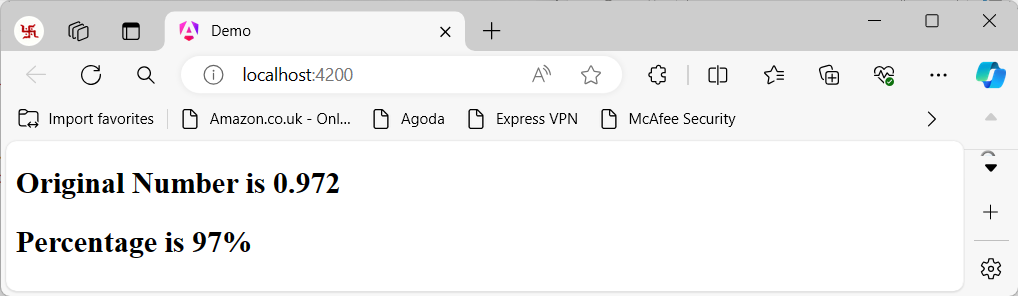 Demo
localhost:4200
Import favorites Amazon.co.uk - Onl... Agoda Express VPN McAfee Security
Original Number is 0.972
Percentage is 97%